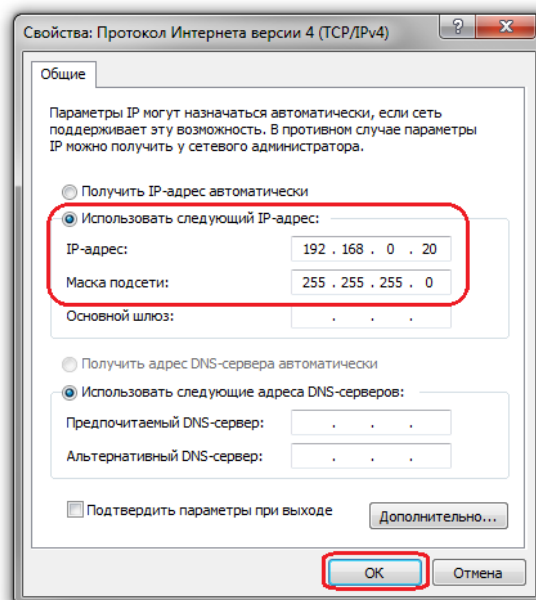 Свойства: Протокол Интернета версии 4 (TCP/IPv4)
Общие
Параметры IP могут назначаться автоматически, если сеть
поддерживает эту возможность. В противном случае параметры
IP можно получить у сетевого администратора.
Получить IP-адрес автоматически
Использовать следующий IP-адрес:
IP-адрес: 192 . 168 . 0 . 20
Маска подсети: 255 . 255 . 255 . 0
Основной шлюз: . . .
Получить адрес DNS-сервера автоматически
Использовать следующие адреса DNS-серверов:
Предпочитаемый DNS-сервер: . . .
Альтернативный DNS-сервер: . . .
Подтвердить параметры при выходе
Дополнительно...
ОК Отмена